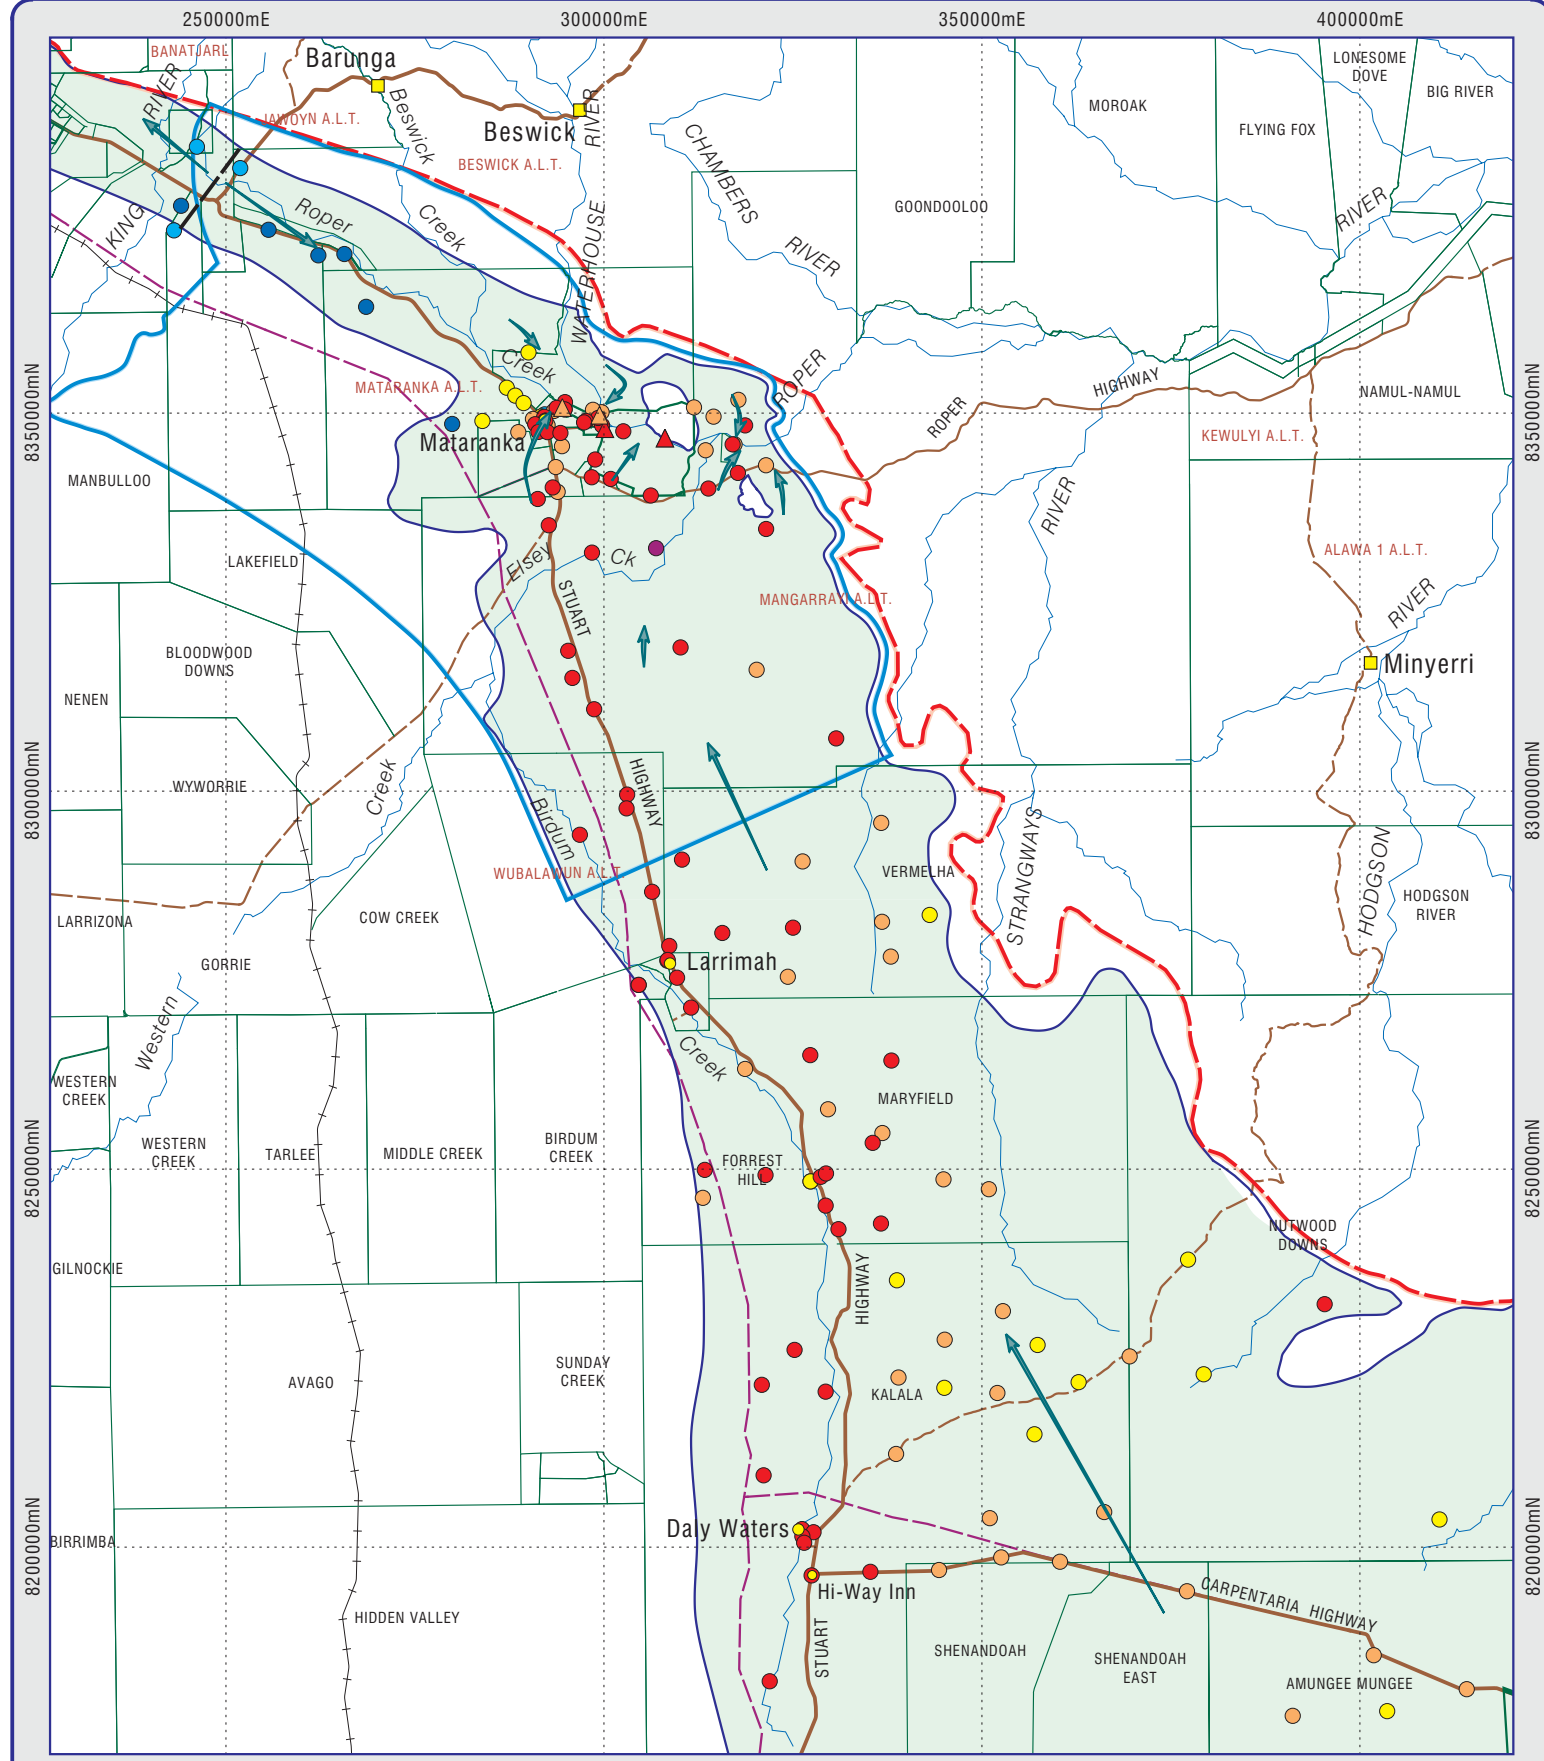 250000mE
300000mE
350000mE
400000mE
BANATJARL
Barunga
LONESOME
DOVE
BIG RIVER
RIVER
MOROAK
Beswick
Creek
JAWOYN A.L.T.
Beswick
RIVER
FLYING FOX
BESWICK A.L.T.
CHAMBERS
RIVER
KING
Roper
GOONDOOLOO
RIVER
WATERHOUSE
Creek
ROPER
HIGHWAY
ROPER
MATARANKA A.L.T.
NAMUL-NAMUL
8350000mN
8350000mN
Mataranka
KEWULYI A.L.T.
MANBULLOO
RIVER
LAKEFIELD
Elsey
Ck
ALAWA 1 A.L.T.
STUART
MANGARRAYI A.L.T.
RIVER
BLOODWOOD
DOWNS
Minyerri
NENEN
8300000mN
8300000mN
WYWORRIE
Creek
HIGHWAY
Birdum
STRANGWAYS
HODGSON
WUBALAWUN A.L.T.
VERMELHA
HODGSON
RIVER
LARRIZONA
COW CREEK
GORRIE
Larrimah
Western
Creek
WESTERN
CREEK
MARYFIELD
WESTERN
CREEK
TARLEE
MIDDLE CREEK
BIRDUM
CREEK
FORREST
HILL
8250000mN
8250000mN
NUTWOOD
DOWNS
GILNOCKIE
HIGHWAY
AVAGO
SUNDAY
CREEK
KALALA
8200000mN
8200000mN
Daly Waters
BIRRIMBA
Hi-Way Inn
CARPENTARIA HIGHWAY
HIDDEN VALLEY
STUART
SHENANDOAH
SHENANDOAH
EAST
AMUNGEE MUNGEE